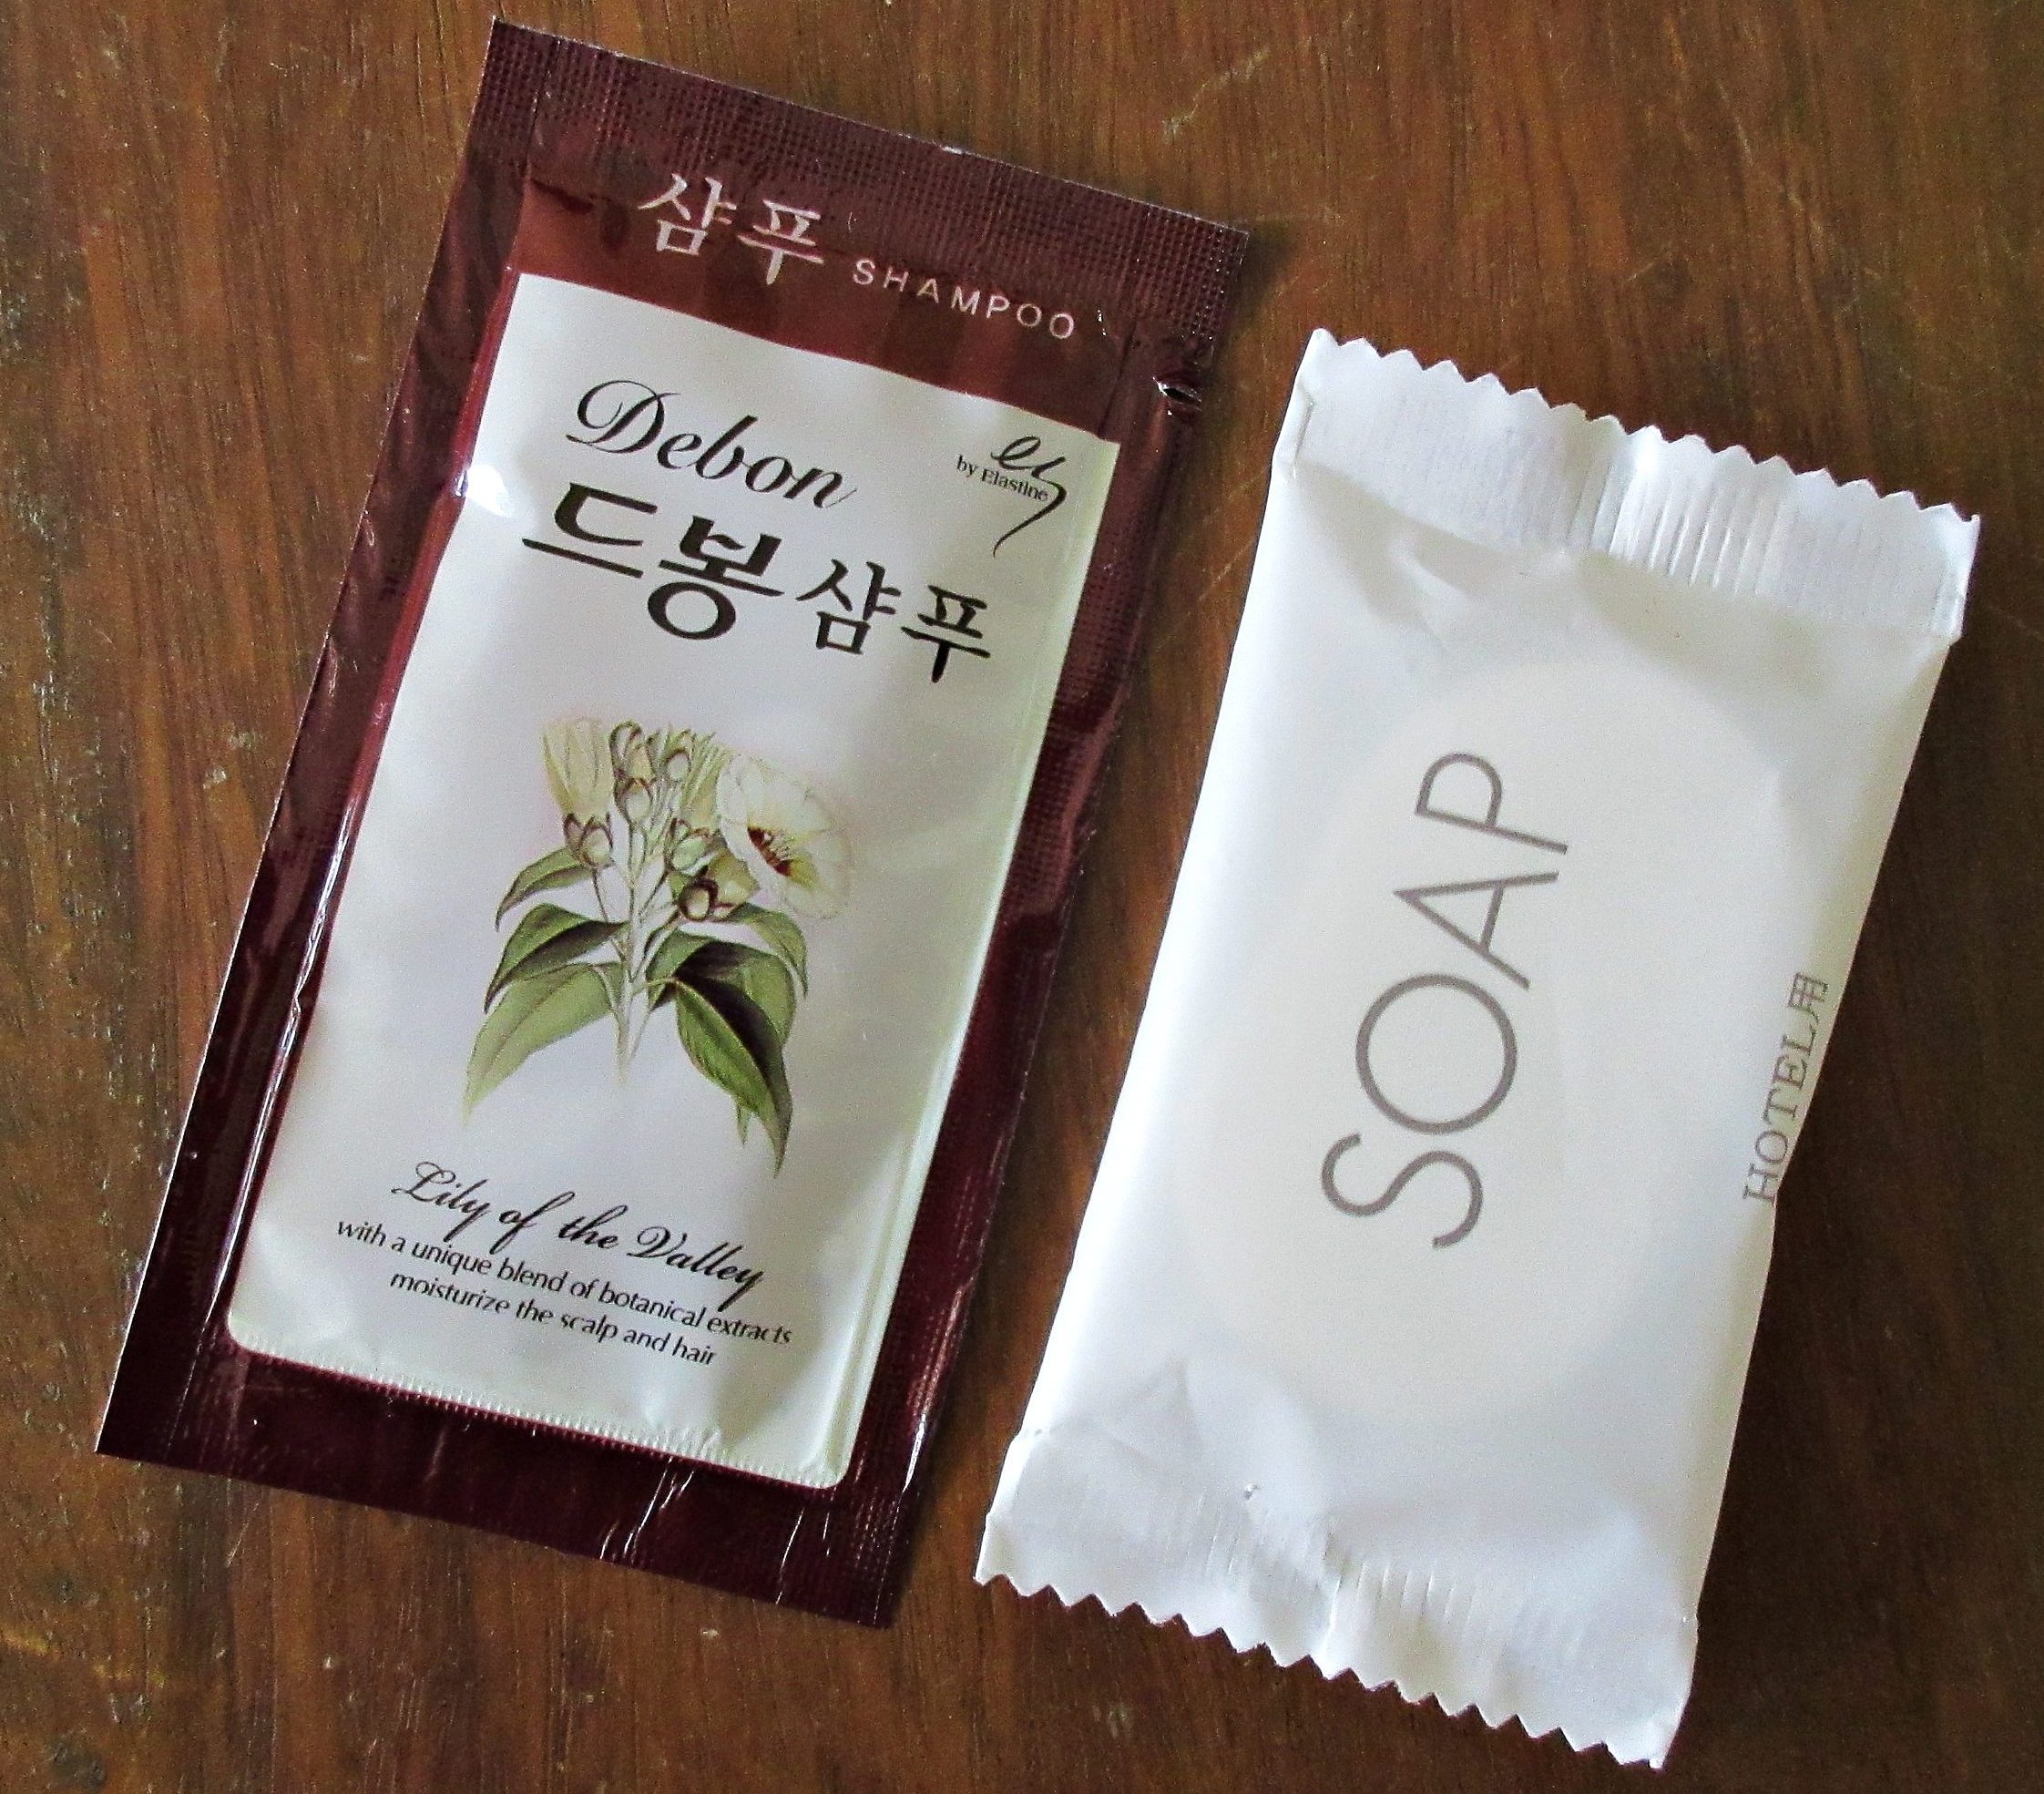 샴푸 SHAMPOO
Debon
by Elastine
드봉 샴푸
Lily of the Valley
with a unique blend of botanical extracts
moisturize the scalp and hair
SOAP
HOTEL用